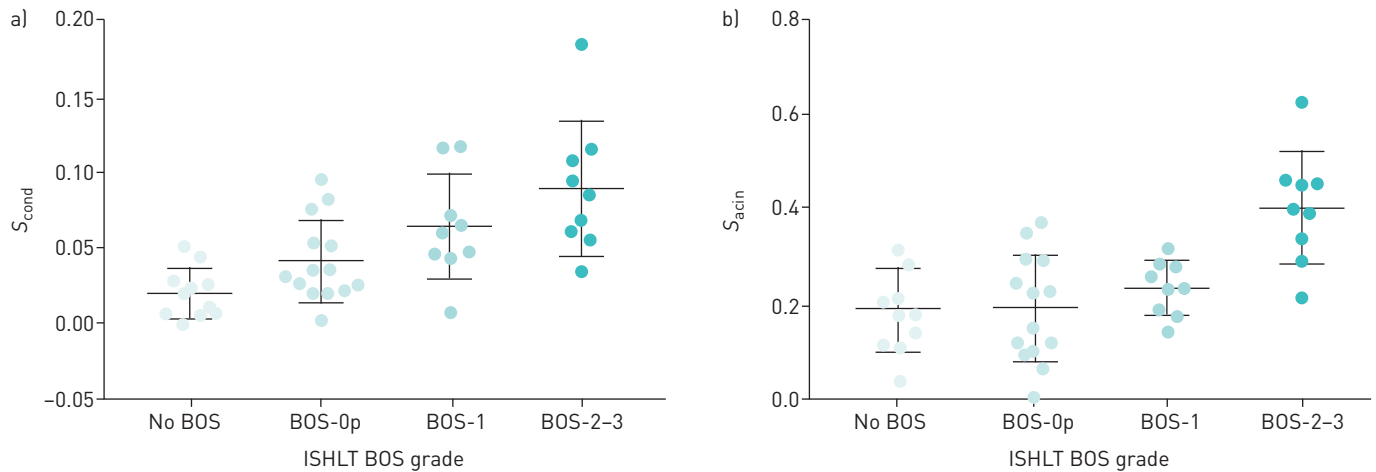 a)
0.20
0.15
0.10
0.05
0.00
–0.05
Scond
No BOS BOS-0p BOS-1 BOS-2–3
ISHLT BOS grade
b)
0.8
0.6
0.4
0.2
0.0
Sacin
No BOS BOS-0p BOS-1 BOS-2–3
ISHLT BOS grade